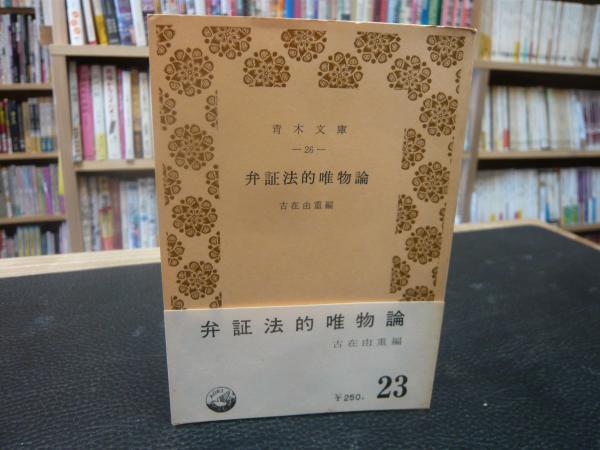 青木文庫
—26—
弁証法的唯物論
古在由重編
弁証法的唯物論
古在由重編
￥250.
23
AOKI